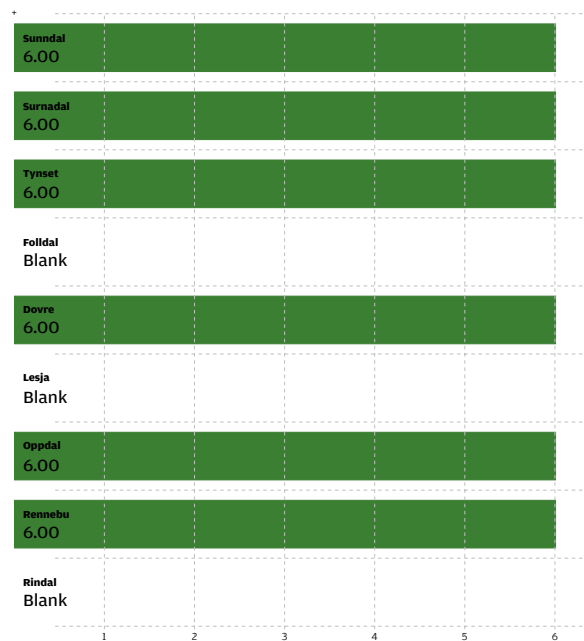 +
Sunndal
6.00
Surnadal
6.00
Tynset
6.00
Folldal
Blank
Dovre
6.00
Lesja
Blank
Oppdal
6.00
Rennebu
6.00
Rindal
Blank
1 2 3 4 5 6